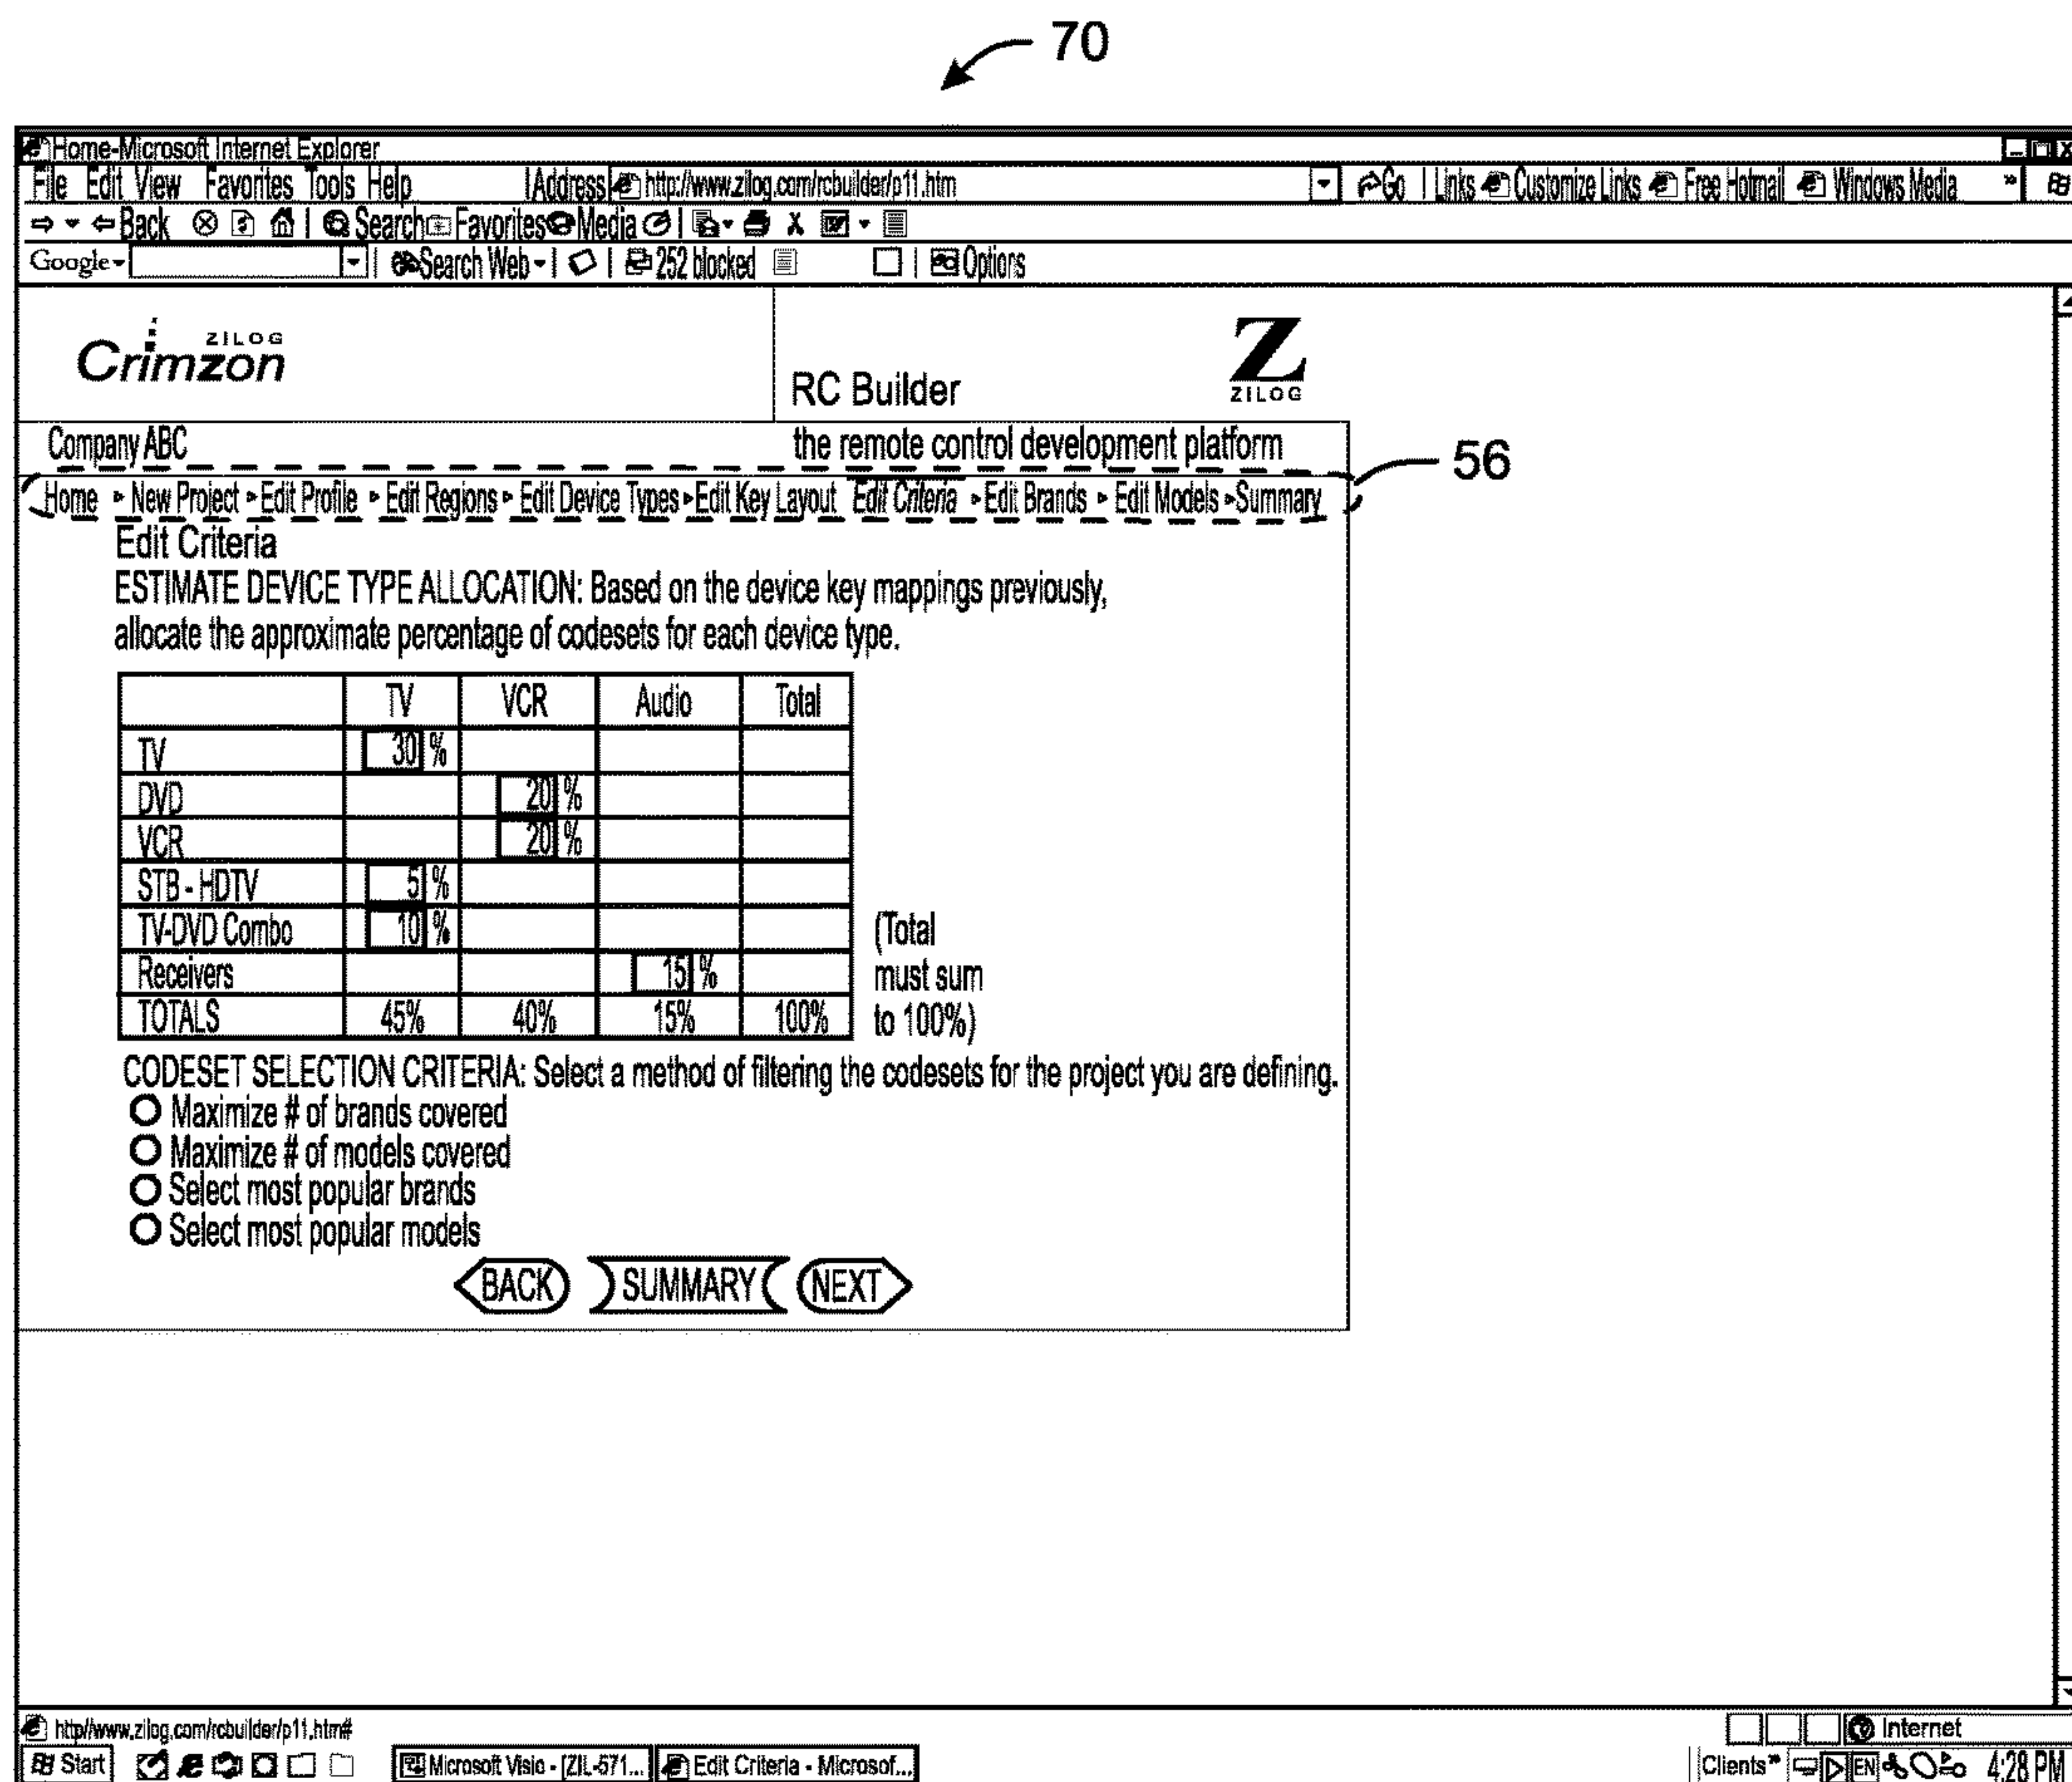 70
Home-Microsoft Internet Explorer
File Edit View Favorites Tools Help Address http://www.zilog.com/rcbuilder/p11.htm Go Links Customize Links Free Hotmail Windows Media »
Back Search Favorites Media
Google Search Web 252 blocked Options
ZILOG
Crimzon
RC Builder
Z
ZILOG
Company ABC the remote control development platform
56
Home New Project Edit Profile Edit Regions Edit Device Types Edit Key Layout Edit Criteria Edit Brands Edit Models Summary
Edit Criteria
ESTIMATE DEVICE TYPE ALLOCATION: Based on the device key mappings previously,
allocate the approximate percentage of codesets for each device type.
TV VCR Audio Total
TV 30 %
DVD 20 %
VCR 20 %
STB - HDTV 5 %
TV-DVD Combo 10 %
Receivers 15 %
TOTALS 45% 40% 15% 100%
(Total
must sum
to 100%)
CODESET SELECTION CRITERIA: Select a method of filtering the codesets for the project you are defining.
Maximize # of brands covered
Maximize # of models covered
Select most popular brands
Select most popular models
BACK SUMMARY NEXT
http//www.zilog.com/rcbuilder/p11.htm# Internet
Start Microsoft Visio - [ZIL-571... Edit Criteria - Microsof... Clients» EN 4:28 PM